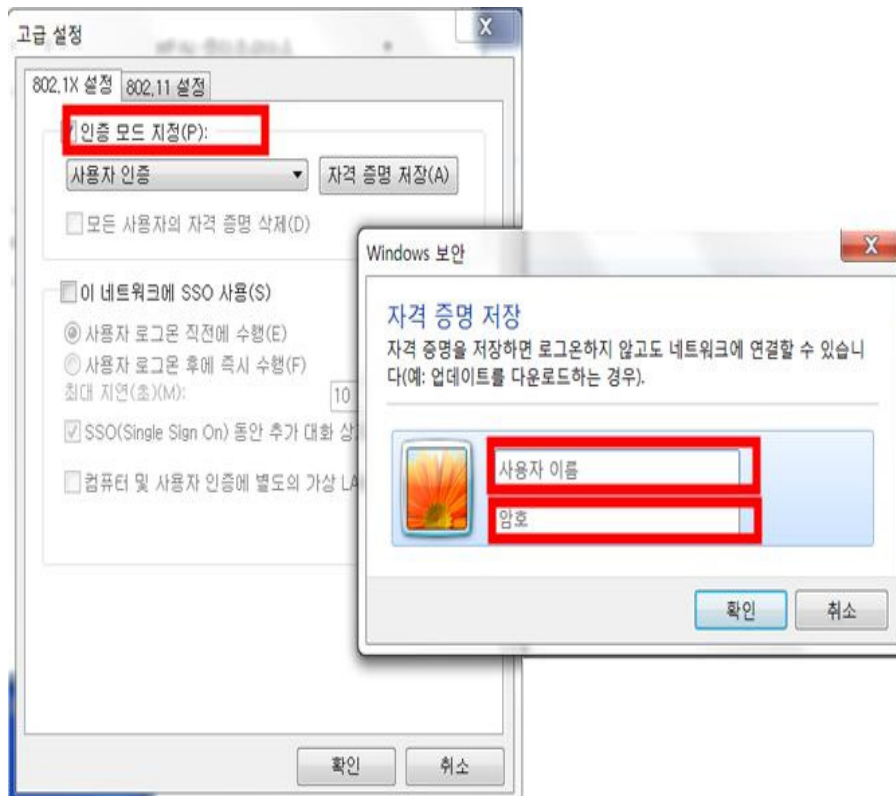 고급 설정
802.1X 설정
802.11 설정
인증 모드 지정(P):
사용자 인증
자격 증명 저장(A)
모든 사용자의 자격 증명 삭제(D)
이 네트워크에 SSO 사용(S)
사용자 로그온 직전에 수행(E)
사용자 로그온 후에 즉시 수행(F)
최대 지연(초)(M):
10
SSO(Single Sign On) 동안 추가 대화 상
컴퓨터 및 사용자 인증에 별도의 가상 LA
확인
취소
Windows 보안
자격 증명 저장
자격 증명을 저장하면 로그온하지 않고도 네트워크에 연결할 수 있습니
다(예: 업데이트를 다운로드하는 경우).
사용자 이름
암호
확인
취소